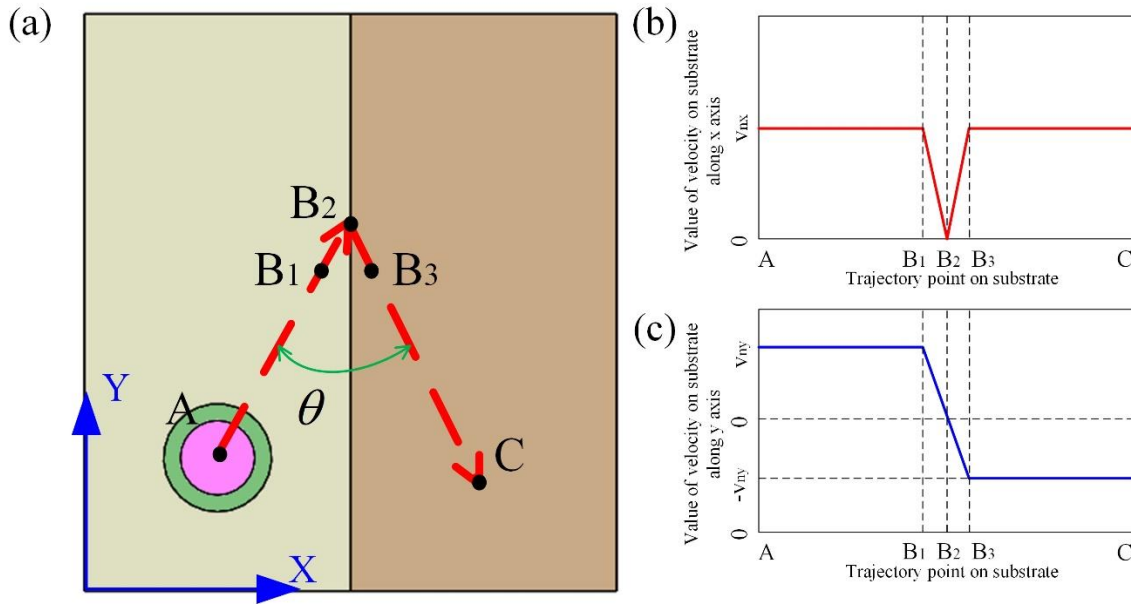 (a)
B2
B1
B3
A
θ
C
Y
X
(b)
Value of velocity on substrate
along x axis
Vnx
0
A
B1
B2
B3
C
Trajectory point on substrate
(c)
Value of velocity on substrate
along y axis
Vny
0
-Vny
0
A
B1
B2
B3
C
Trajectory point on substrate